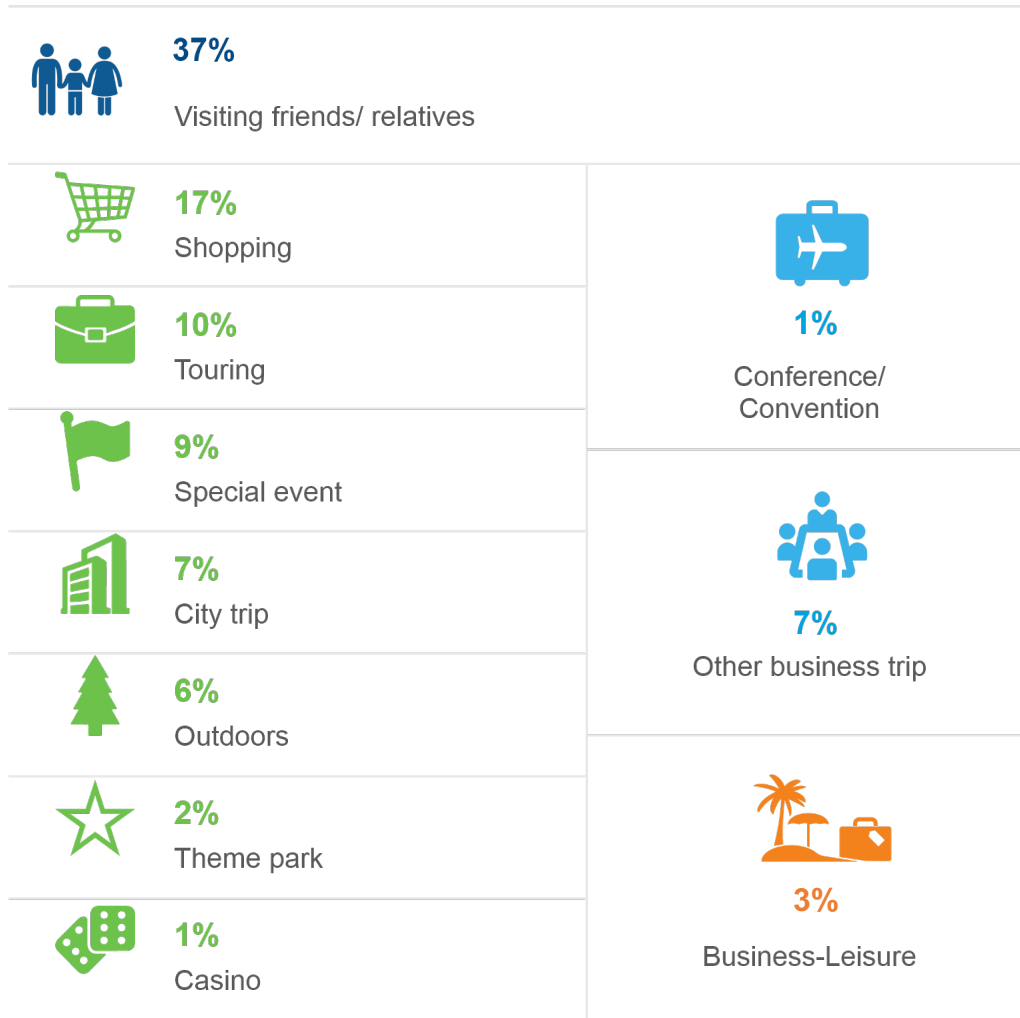 37%
Visiting friends/ relatives
17%
Shopping
10%
Touring
9%
Special event
7%
City trip
6%
Outdoors
2%
Theme park
1%
Casino
1%
Conference/
Convention
7%
Other business trip
3%
Business-Leisure